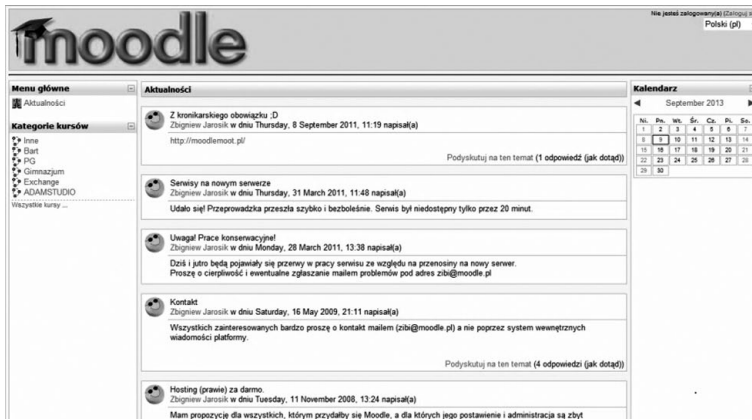 moodle
Nie jesteś zalogowany(a) (Zaloguj się
Polski (pl)
Menu główne
Aktualności
Kategorie kursów
Inne
Bart
PG
Gimnazjum
Exchange
ADAMSTUDIO
Wszystkie kursy ...
Aktualności
Z kronikarskiego obowiązku ;D
Zbigniew Jarosik w dniu Thursday, 8 September 2011, 11:19 napisał(a)
http://moodlemoot.pl/
Podyskutuj na ten temat (1 odpowiedź (jak dotąd))
Serwisy na nowym serwerze
Zbigniew Jarosik w dniu Thursday, 31 March 2011, 11:48 napisał(a)
Udało się! Przeprowadzka przeszła szybko i bezboleśnie. Serwis był niedostępny tylko przez 20 minut.
Uwaga! Prace konserwacyjne!
Zbigniew Jarosik w dniu Monday, 28 March 2011, 13:38 napisał(a)
Dziś i jutro będą pojawiały się przerwy w pracy serwisu ze względu na przenosiny na nowy serwer.
Proszę o cierpliwość i ewentualne zgłaszanie mailem problemów pod adres zibi@moodle.pl
Kontakt
Zbigniew Jarosik w dniu Saturday, 16 May 2009, 21:11 napisał(a)
Wszystkich zainteresowanych bardzo proszę o kontakt mailem (zibi@moodle.pl) a nie poprzez system wewnętrznych
wiadomości platformy.
Podyskutuj na ten temat (4 odpowiedzi (jak dotąd))
Hosting (prawie) za darmo.
Zbigniew Jarosik w dniu Tuesday, 11 November 2008, 13:24 napisał(a)
Mam propozycję dla wszystkich, którym przydałby się Moodle, a dla których jego postawienie i administracja są zbyt
Kalendarz
September 2013
Ni. Pn. Wt. Śr. Cz. Pi. So.
1 2 3 4 5 6 7
8 9 10 11 12 13 14
15 16 17 18 19 20 21
22 23 24 25 26 27 28
29 30